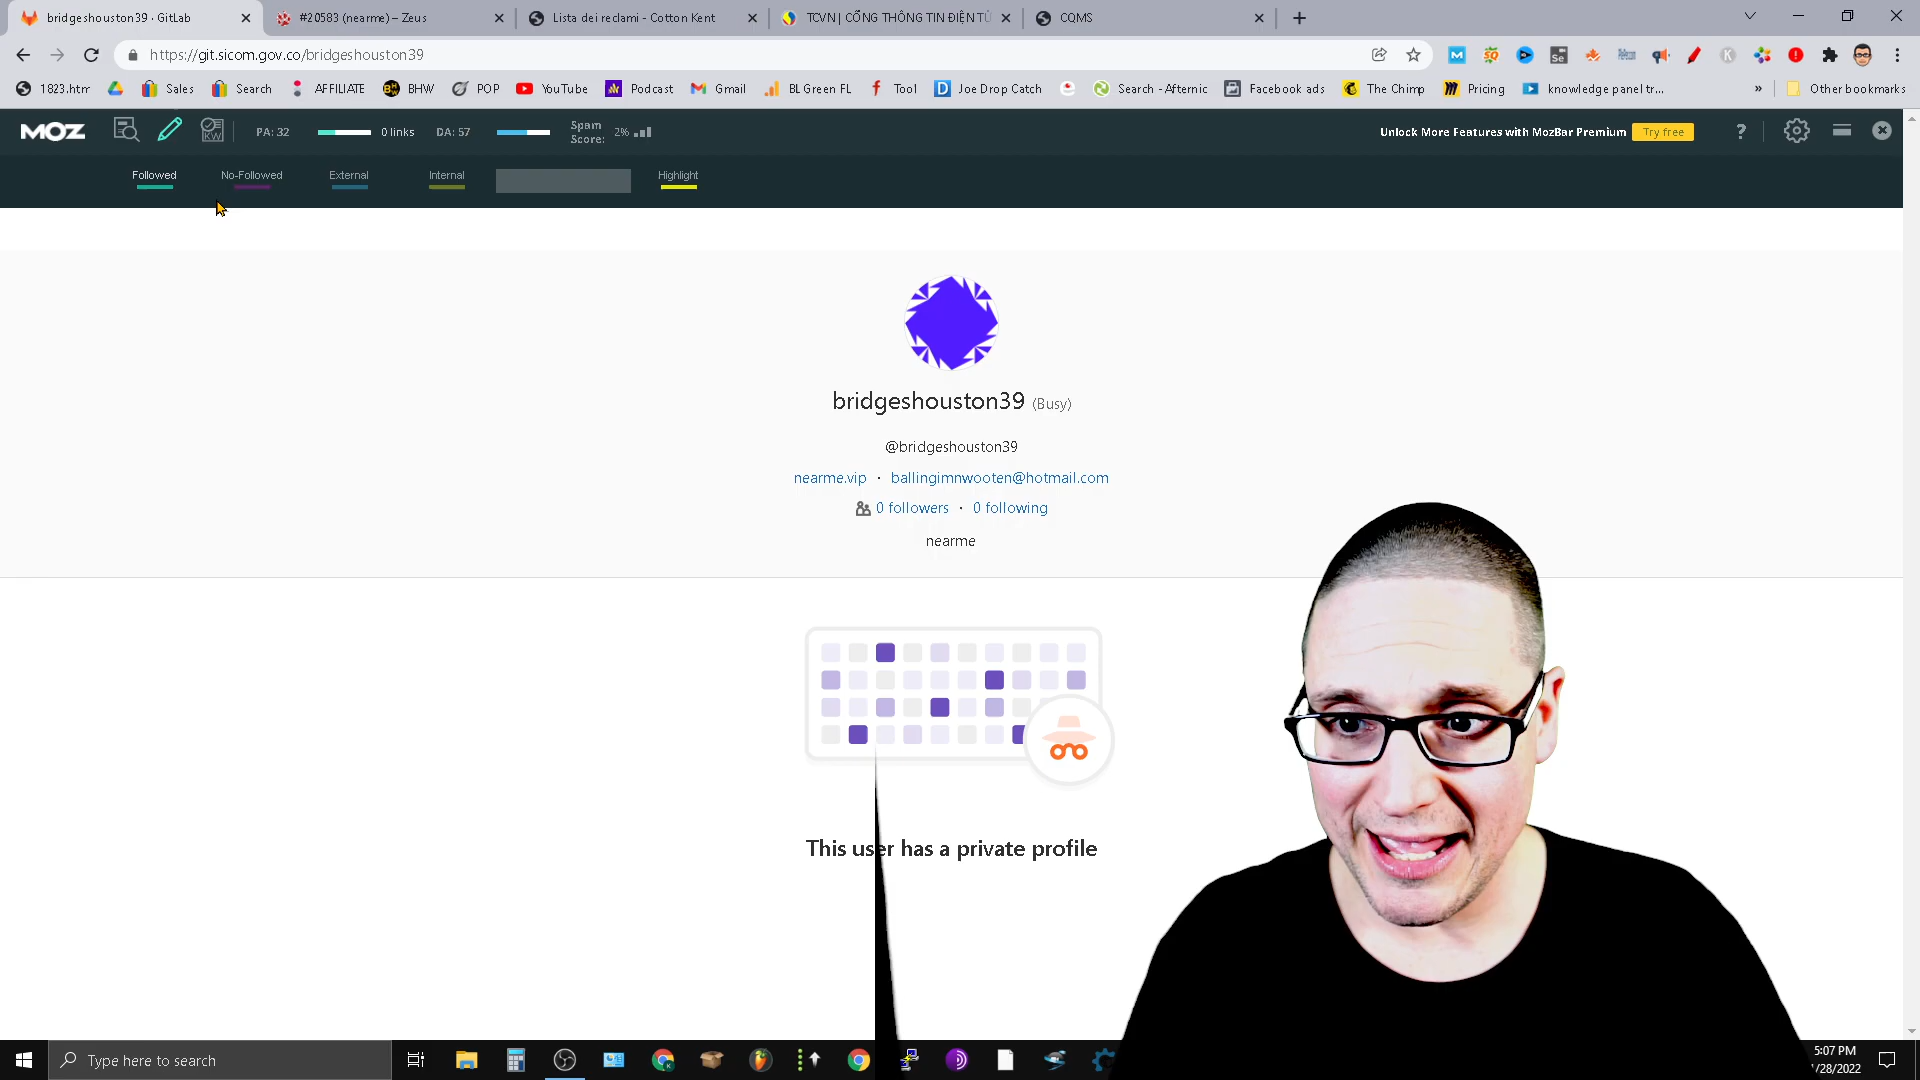 bridgeshouston39 · GitLab
#20583 (nearme) – Zeus
Lista dei reclami - Cotton Kent
TCVN | CỔNG THÔNG TIN ĐIỆN TỬ
CQMS
https://git.sicom.gov.co/bridgeshouston39
1823.htm
Sales
Search
AFFILIATE
BHW
POP
YouTube
Podcast
Gmail
BL Green FL
Tool
Joe Drop Catch
Search - Afternic
Facebook ads
The Chimp
Pricing
knowledge panel tr...
»
Other bookmarks
MOZ
PA: 32
0 links
DA: 57
Spam
Score:
2%
Unlock More Features with MozBar Premium
Try free
?
Followed
No-Followed
External
Internal
Highlight
bridgeshouston39 (Busy)
@bridgeshouston39
nearme.vip · ballingimnwooten@hotmail.com
0 followers · 0 following
nearme
This user has a private profile
Type here to search
5:07 PM
/28/2022